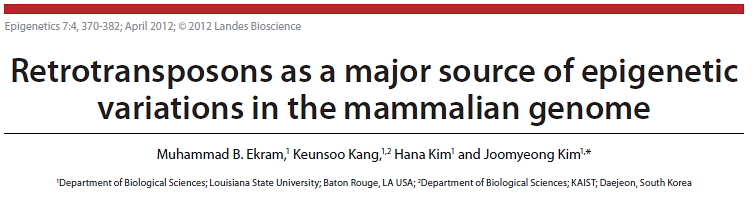 Epigenetics 7:4, 370-382; April 2012; © 2012 Landes Bioscience
Retrotransposons as a major source of epigenetic
variations in the mammalian genome
Muhammad B. Ekram,¹ Keunsoo Kang,¹,² Hana Kim¹ and Joomyeong Kim¹,*
¹Department of Biological Sciences; Louisiana State University; Baton Rouge, LA USA; ²Department of Biological Sciences; KAIST; Daejeon, South Korea